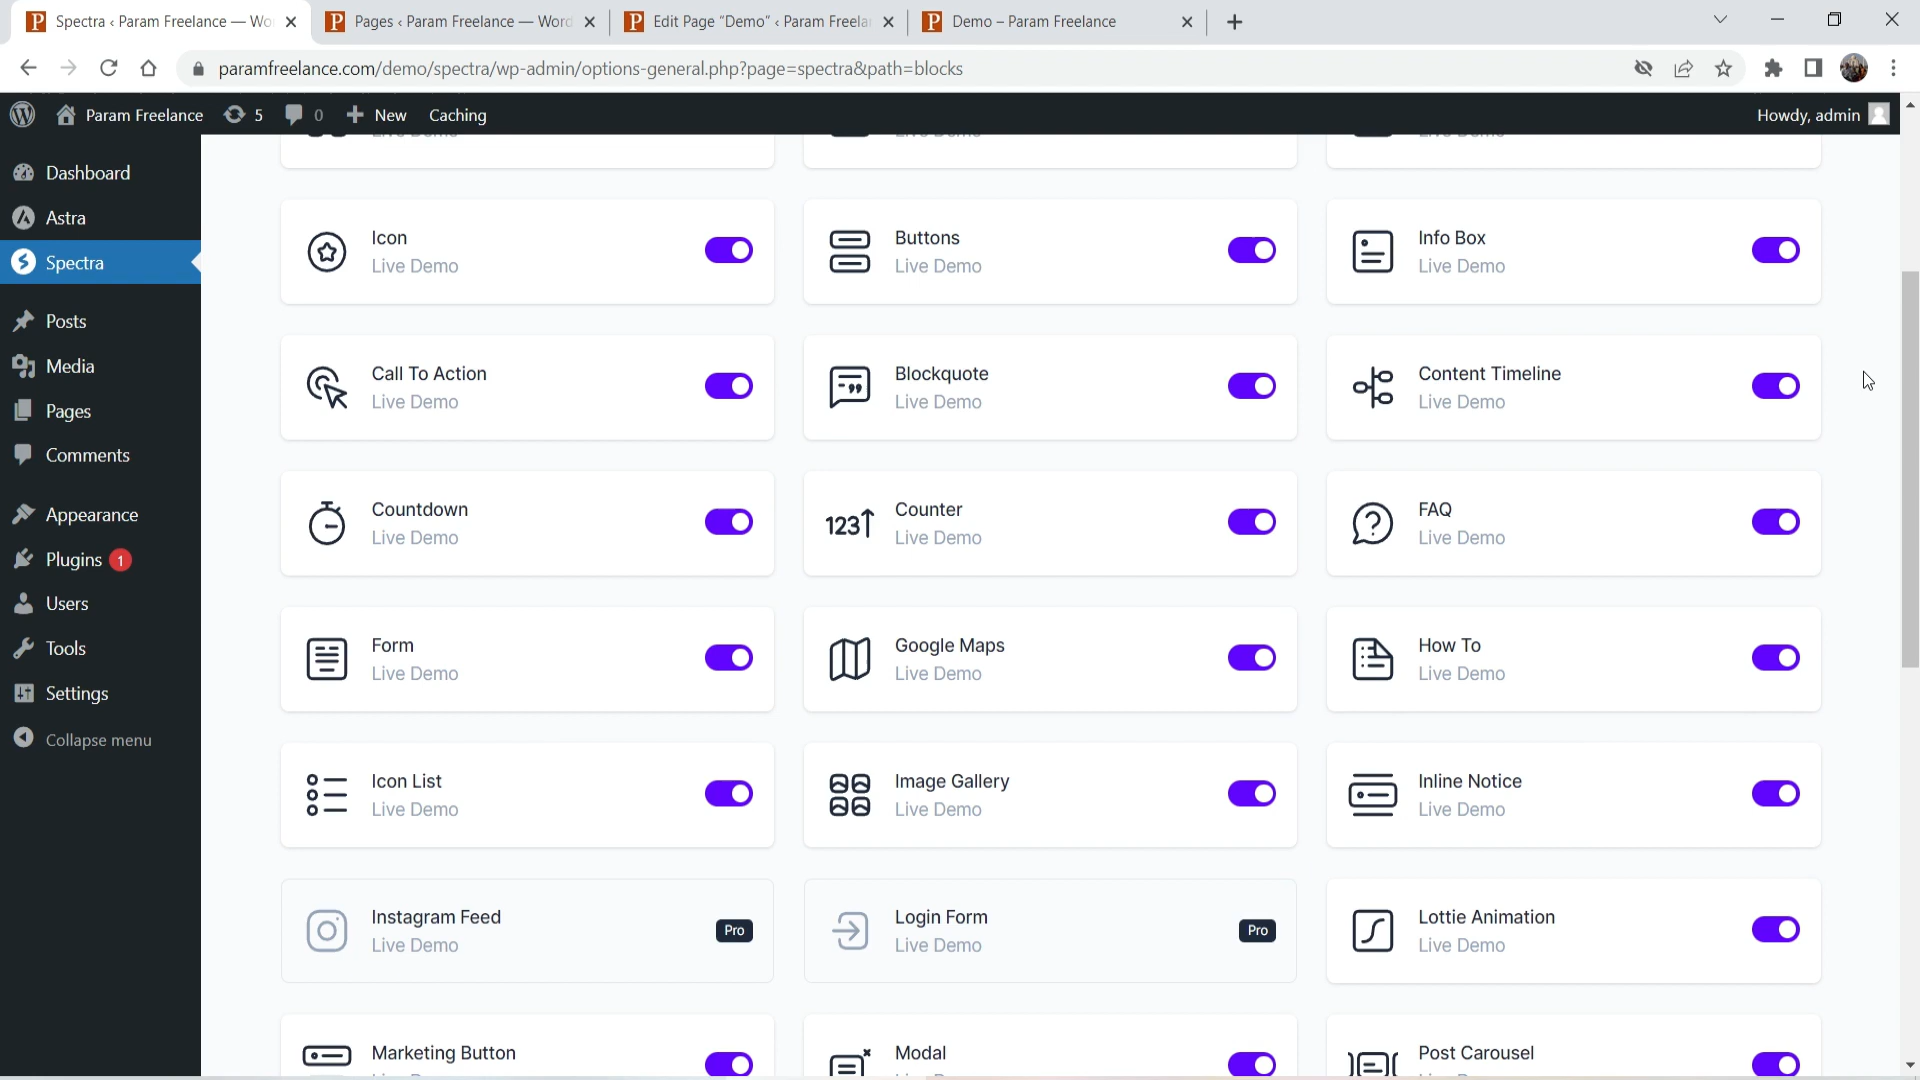 Spectra ‹ Param Freelance — Wo
Pages ‹ Param Freelance — Word
Edit Page “Demo” ‹ Param Freela
Demo – Param Freelance
paramfreelance.com/demo/spectra/wp-admin/options-general.php?page=spectra&path=blocks
Param Freelance
5
0
New
Caching
Howdy, admin
Dashboard
Astra
Spectra
Posts
Media
Pages
Comments
Appearance
Plugins 1
Users
Tools
Settings
Collapse menu
Live Demo
Live Demo
Live Demo
Icon
Live Demo
Buttons
Live Demo
Info Box
Live Demo
Call To Action
Live Demo
Blockquote
Live Demo
Content Timeline
Live Demo
Countdown
Live Demo
123
Counter
Live Demo
FAQ
Live Demo
Form
Live Demo
Google Maps
Live Demo
How To
Live Demo
Icon List
Live Demo
Image Gallery
Live Demo
Inline Notice
Live Demo
Instagram Feed
Live Demo
Pro
Login Form
Live Demo
Pro
Lottie Animation
Live Demo
Marketing Button
Modal
Post Carousel